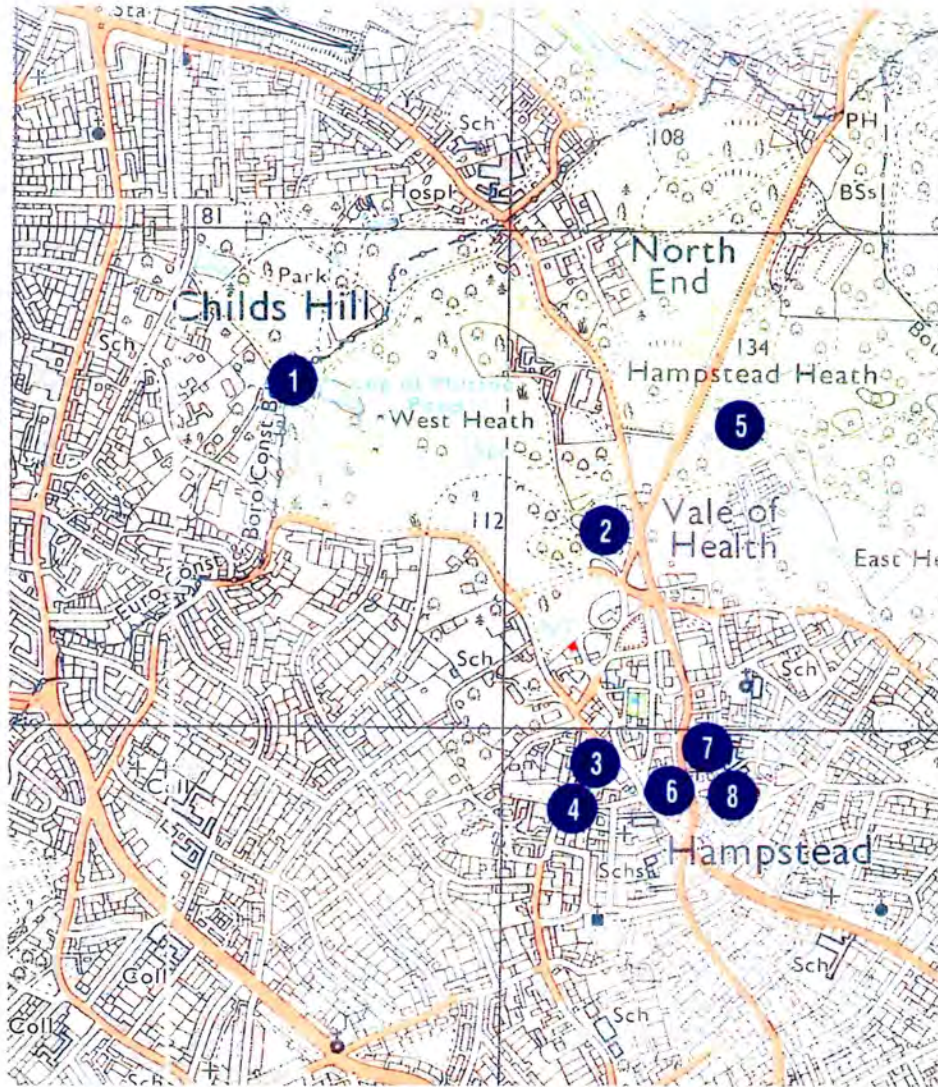 Sta
PH
108
Sch
BSs
Hospl
81
North
End
Park
Childs Hill
Sch
134
Hampstead Heath
1
5
West Heath
Boro Const B
112
2
Vale of
Health
East He
Euro Const
Sch
Sch
7
3
6
8
4
Coll
Hampstead
Schs
Coll
Sch
Coll
Sch
Sch